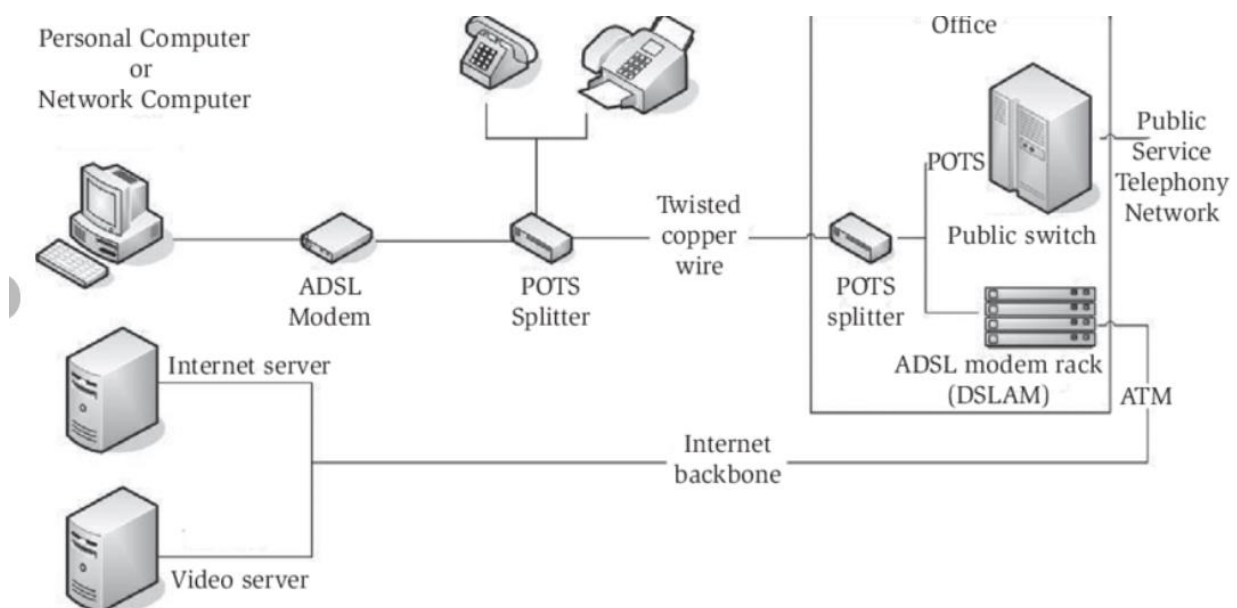 Personal Computer
or
Network Computer
Office
Public
Service
Telephony
Network
POTS
Public switch
Twisted
copper
wire
ADSL
Modem
POTS
Splitter
POTS
splitter
ADSL modem rack
(DSLAM)
ATM
Internet server
Internet
backbone
Video server